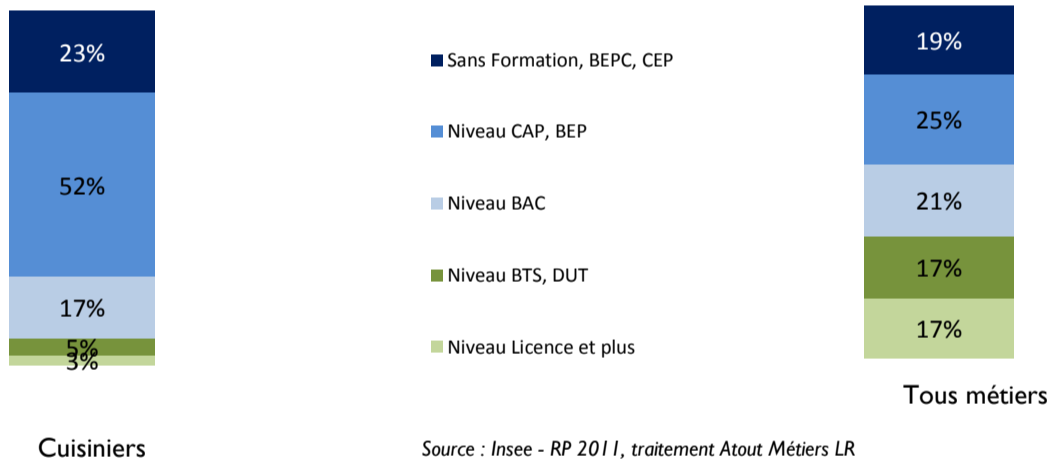 23%
52%
17%
5%
3%
Cuisiniers
Sans Formation, BEPC, CEP
Niveau CAP, BEP
Niveau BAC
Niveau BTS, DUT
Niveau Licence et plus
19%
25%
21%
17%
17%
Tous métiers
Source : Insee - RP 2011, traitement Atout Métiers LR